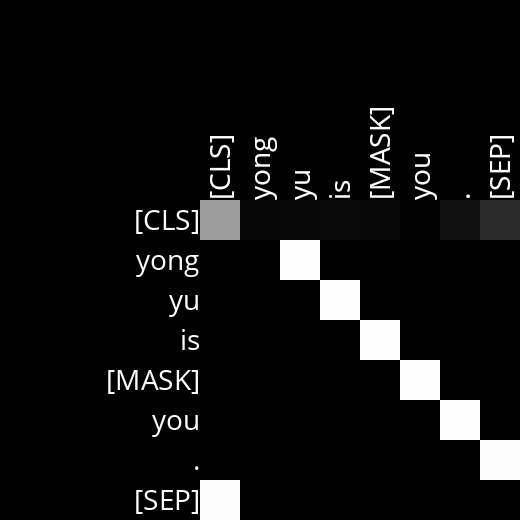 [CLS] yong yu is [MASK] you . [SEP]
[CLS]
yong
yu
is
[MASK]
you
.
[SEP]